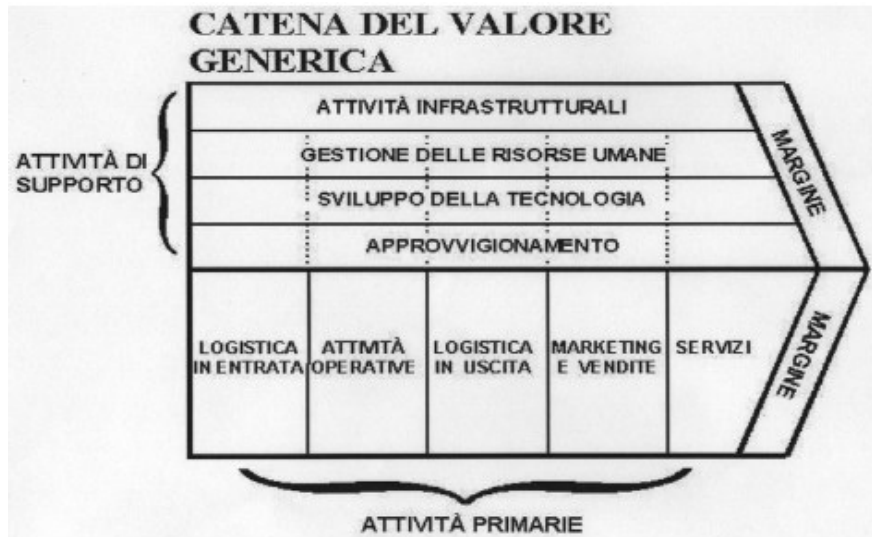 CATENA DEL VALORE
GENERICA
ATTIVITÀ DI
SUPPORTO
ATTIVITÀ INFRASTRUTTURALI
GESTIONE DELLE RISORSE UMANE
SVILUPPO DELLA TECNOLOGIA
APPROVVIGIONAMENTO
MARGINE
LOGISTICA
IN ENTRATA
ATTIVITÀ
OPERATIVE
LOGISTICA
IN USCITA
MARKETING
E VENDITE
SERVIZI
MARGINE
ATTIVITÀ PRIMARIE